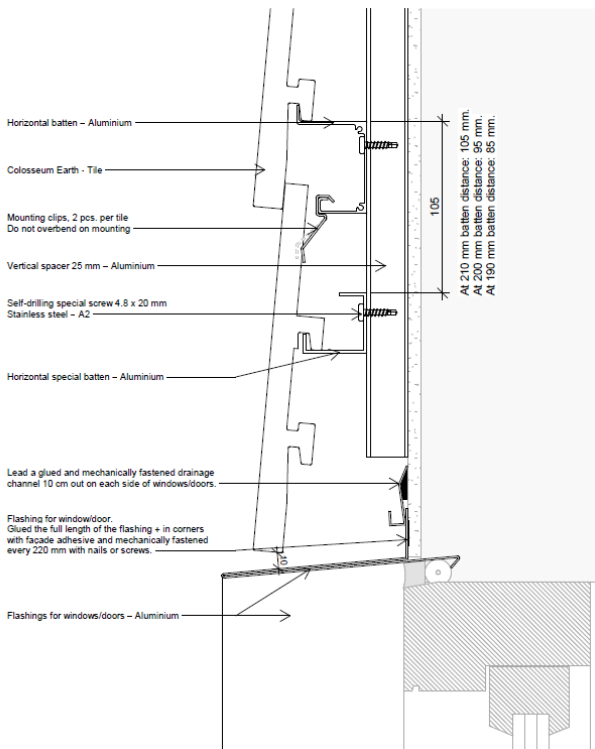 Horizontal batten – Aluminium
Colosseum Earth - Tile
Mounting clips, 2 pcs. per tile
Do not overbend on mounting
Vertical spacer 25 mm – Aluminium
Self-drilling special screw 4.8 x 20 mm
Stainless steel – A2
Horizontal special batten – Aluminium
Lead a glued and mechanically fastened drainage
channel 10 cm out on each side of windows/doors.
Flashing for window/door.
Glued the full length of the flashing + in corners
with façade adhesive and mechanically fastened
every 220 mm with nails or screws.
Flashings for windows/doors – Aluminium
10
105
At 210 mm batten distance: 105 mm.
At 200 mm batten distance: 95 mm.
At 190 mm batten distance: 85 mm.